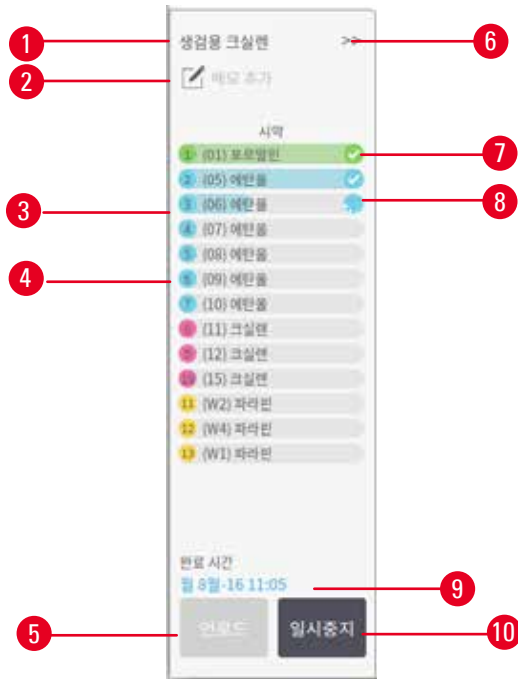 1 생검용 크실렌 >> 6
2 메모 추가
시약
1 (01) 포르말린 7
2 (05) 에탄올
3 3 (06) 에탄올 8
4 (07) 에탄올
5 (08) 에탄올
4 6 (09) 에탄올
7 (10) 에탄올
8 (11) 크실렌
9 (12) 크실렌
10 (15) 크실렌
11 (W2) 파라핀
12 (W4) 파라핀
13 (W1) 파라핀
완료 시간
월 8월-16 11:05 9
5 언로드 일시중지 10